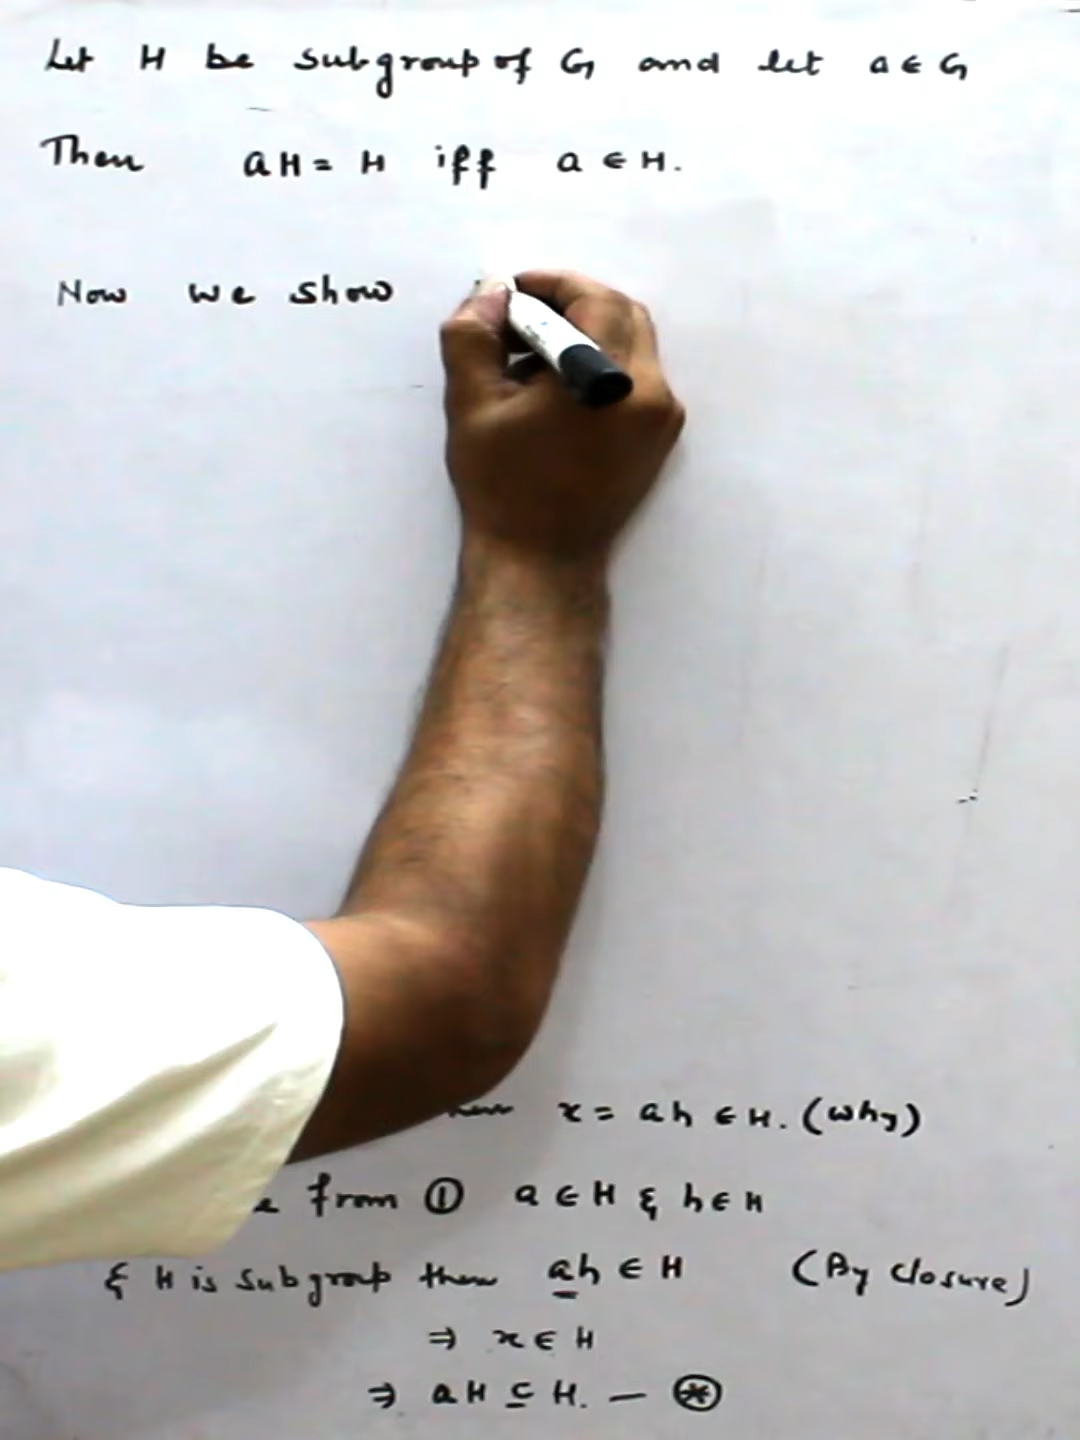 Let H be subgroup of G and let a ∈ G
Then aH = H iff a ∈ H.
Now we show
x = ah ∈ H. (why)
from ① a ∈ H & h ∈ H
& H is subgroup then ah ∈ H (By closure)
⇒ x ∈ H
⇒ aH ⊆ H. — ⊛